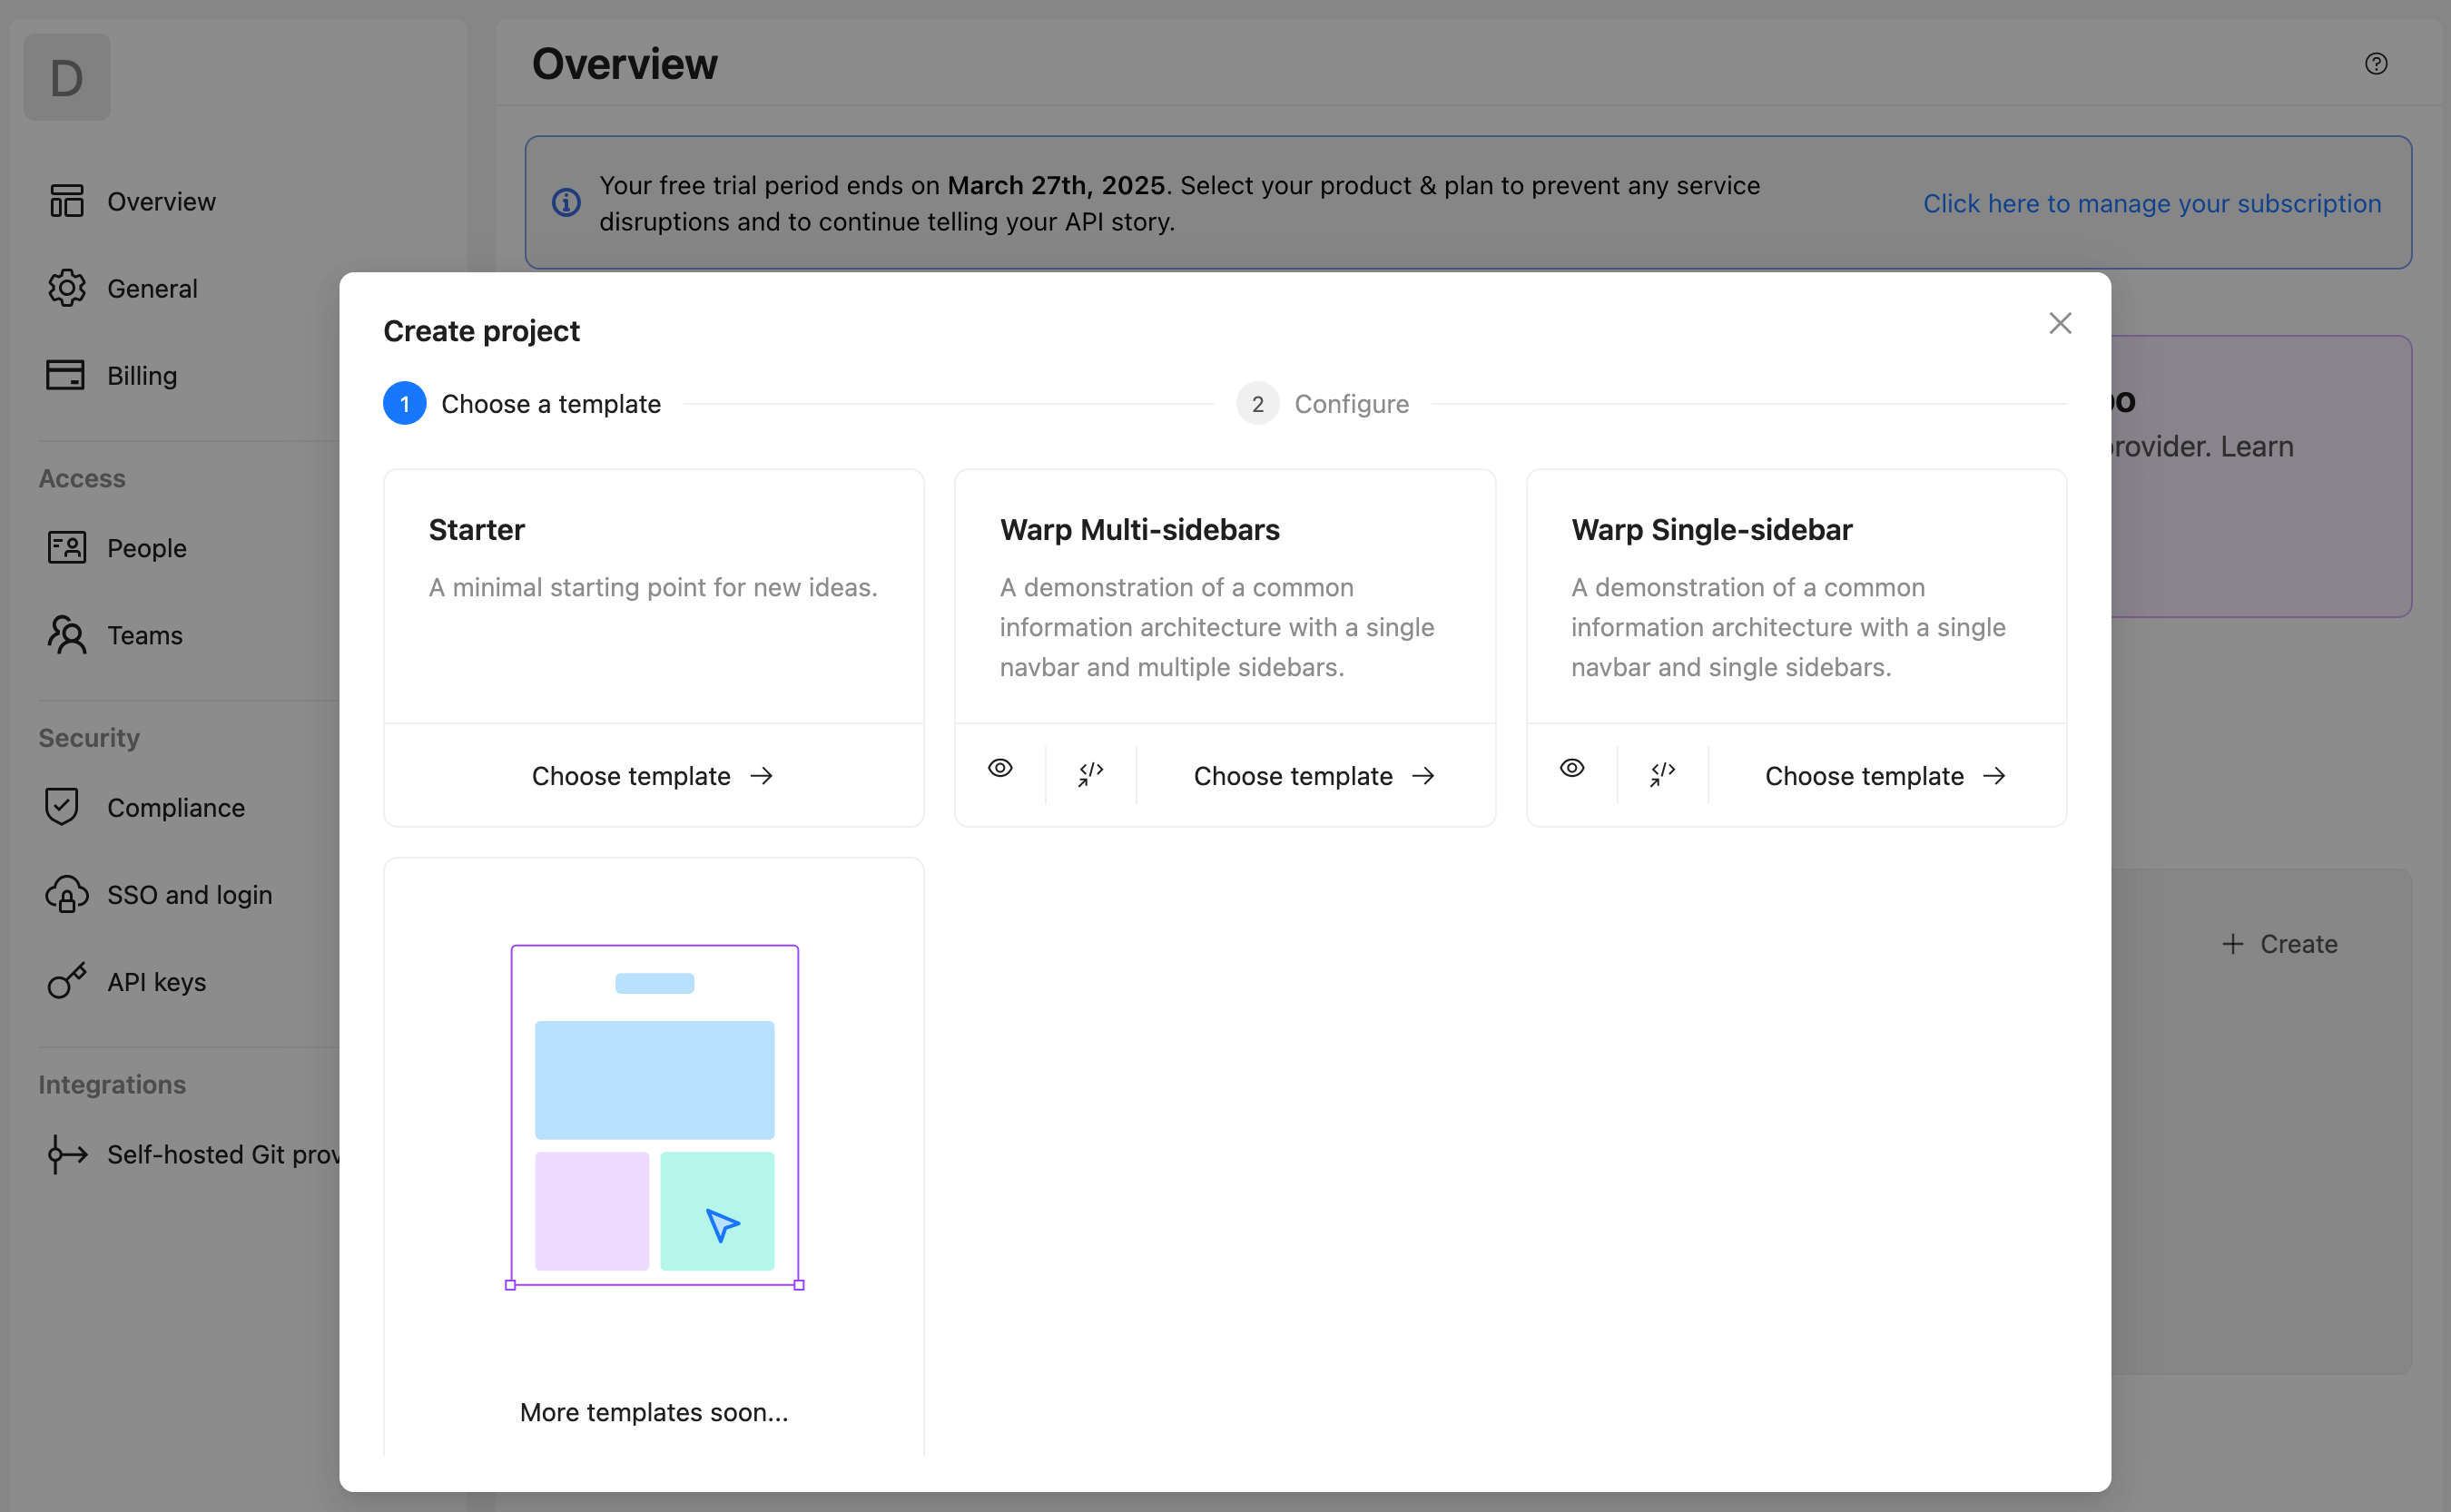 D
Overview
General
Billing
Access
People
Teams
Security
Compliance
SSO and login
API keys
Integrations
Self-hosted Git prov
Overview
Your free trial period ends on March 27th, 2025. Select your product & plan to prevent any service
disruptions and to continue telling your API story.
Click here to manage your subscription
provider. Learn
+ Create
Create project
1 Choose a template
2 Configure
Starter
A minimal starting point for new ideas.
Choose template →
Warp Multi-sidebars
A demonstration of a common
information architecture with a single
navbar and multiple sidebars.
Choose template →
Warp Single-sidebar
A demonstration of a common
information architecture with a single
navbar and single sidebars.
Choose template →
More templates soon...